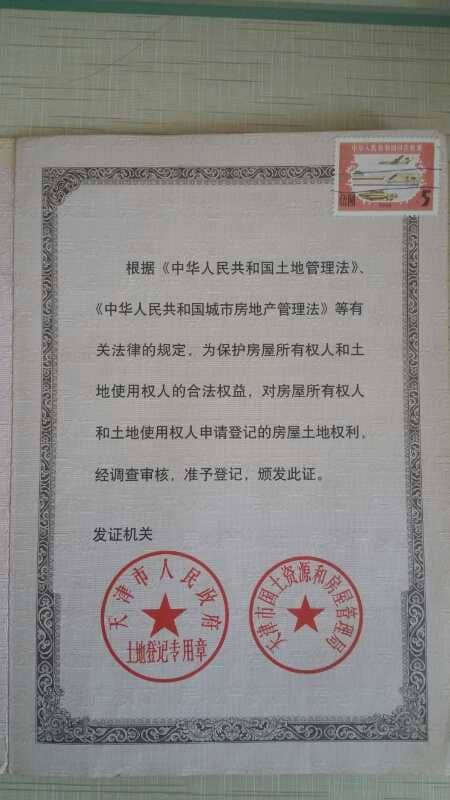 中华人民共和国印花税票
壹圆
5
根据《中华人民共和国土地管理法》、
《中华人民共和国城市房地产管理法》等有
关法律的规定，为保护房屋所有权人和土
地使用权人的合法权益，对房屋所有权人
和土地使用权人申请登记的房屋土地权利，
经调查审核，准予登记，颁发此证。
发证机关
天津市人民政府
土地登记专用章
天津市国土资源和房屋管理局